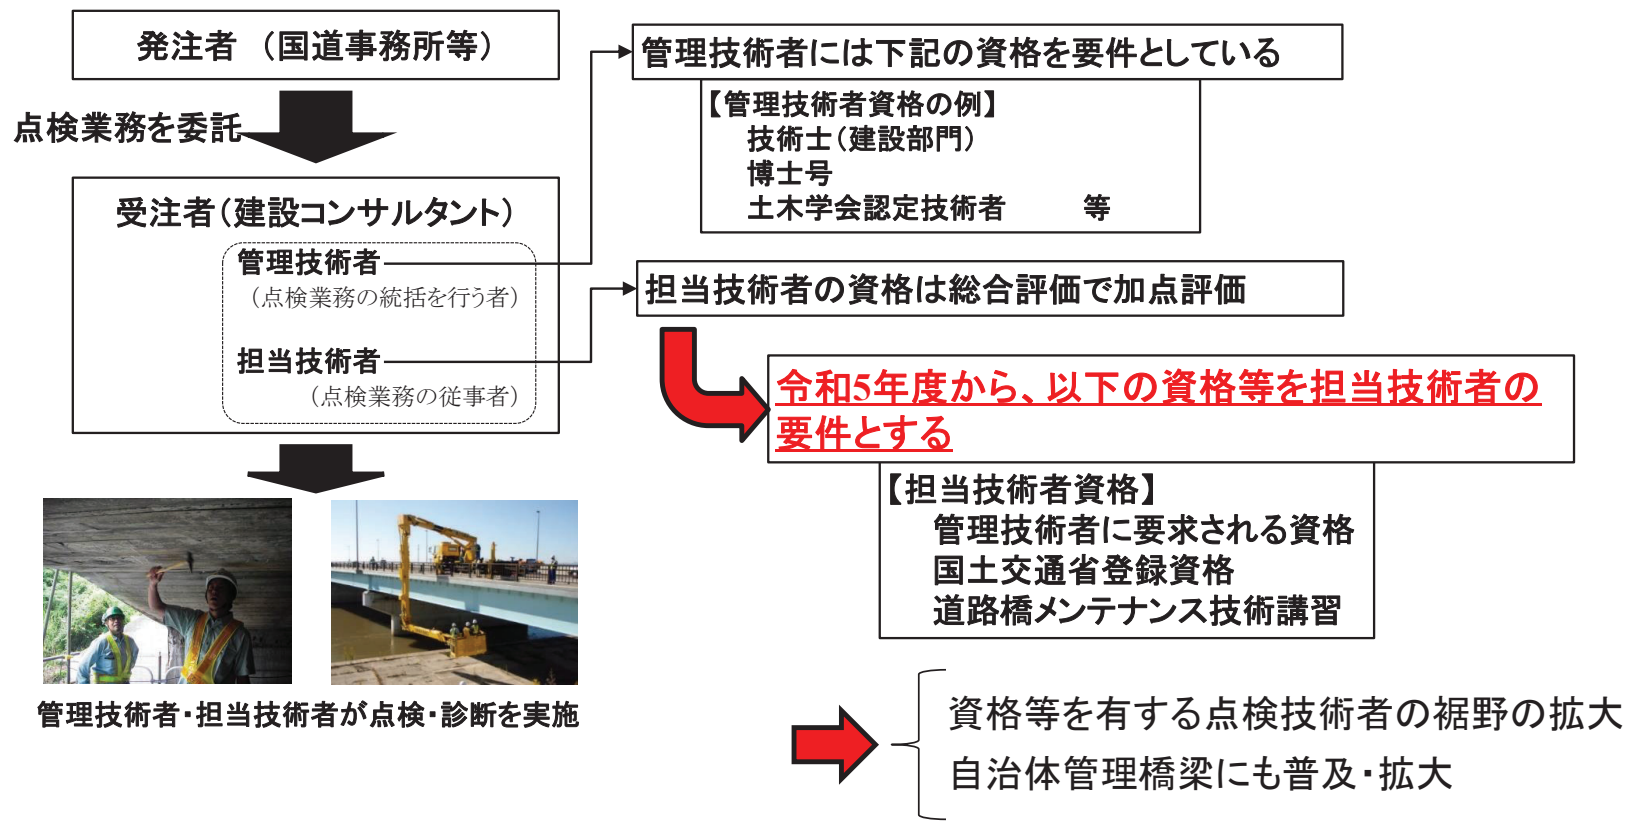 発注者　（国道事務所等）
点検業務を委託
受注者（建設コンサルタント）
管理技術者
（点検業務の統括を行う者）
担当技術者
（点検業務の従事者）
管理技術者・担当技術者が点検・診断を実施
管理技術者には下記の資格を要件としている
【管理技術者資格の例】
技術士（建設部門）
博士号
土木学会認定技術者　　　等
担当技術者の資格は総合評価で加点評価
令和5年度から、以下の資格等を担当技術者の
要件とする
【担当技術者資格】
管理技術者に要求される資格
国土交通省登録資格
道路橋メンテナンス技術講習
資格等を有する点検技術者の裾野の拡大
自治体管理橋梁にも普及・拡大